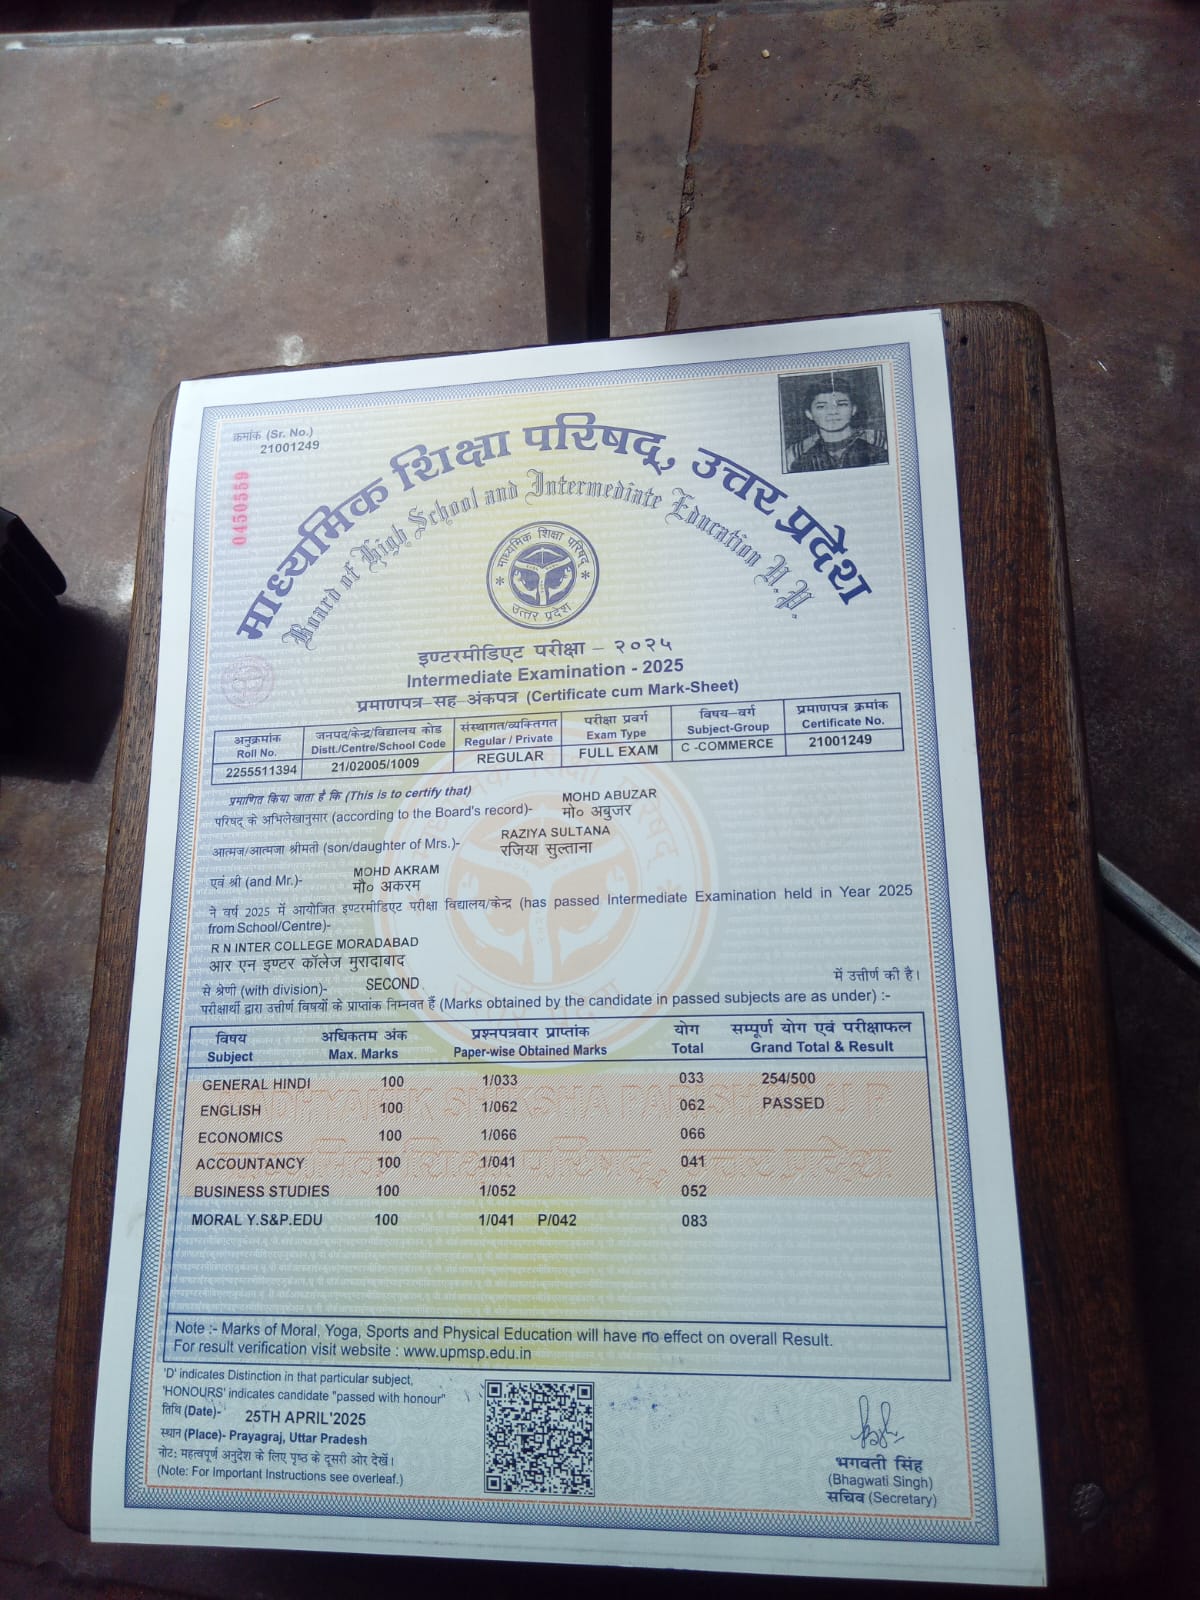 क्रमांक (Sr. No.)
21001249
0450559
माध्यमिक शिक्षा परिषद्, उत्तर प्रदेश
Board of High School and Intermediate Education U.P.
माध्यमिक शिक्षा परिषद्
उत्तर प्रदेश
इण्टरमीडिएट परीक्षा – २०२५
Intermediate Examination - 2025
प्रमाणपत्र–सह–अंकपत्र (Certificate cum Mark-Sheet)
अनुक्रमांक जनपद/केन्द्र/विद्यालय कोड संस्थागत/व्यक्तिगत परीक्षा प्रवर्ग विषय–वर्ग प्रमाणपत्र क्रमांक
Roll No. Distt./Centre/School Code Regular / Private Exam Type Subject-Group Certificate No.
2255511394 21/02005/1009 REGULAR FULL EXAM C -COMMERCE 21001249
प्रमाणित किया जाता है कि (This is to certify that)
MOHD ABUZAR
परिषद् के अभिलेखानुसार (according to the Board's record)- मो० अबुजर
RAZIYA SULTANA
आत्मज/आत्मजा श्रीमती (son/daughter of Mrs.)- रजिया सुल्ताना
MOHD AKRAM
एवं श्री (and Mr.)- मौ० अकरम
ने वर्ष 2025 में आयोजित इण्टरमीडिएट परीक्षा विद्यालय/केन्द्र (has passed Intermediate Examination held in Year 2025
from School/Centre)-
R N INTER COLLEGE MORADABAD
आर एन इण्टर कॉलेज मुरादाबाद
से श्रेणी (with division)- SECOND में उत्तीर्ण की है।
परीक्षार्थी द्वारा उत्तीर्ण विषयों के प्राप्तांक निम्नवत हैं (Marks obtained by the candidate in passed subjects are as under) :-
विषय अधिकतम अंक प्रश्नपत्रवार प्राप्तांक योग सम्पूर्ण योग एवं परीक्षाफल
Subject Max. Marks Paper-wise Obtained Marks Total Grand Total & Result
GENERAL HINDI 100 1/033 033 254/500
ENGLISH 100 1/062 062 PASSED
ECONOMICS 100 1/066 066
ACCOUNTANCY 100 1/041 041
BUSINESS STUDIES 100 1/052 052
MORAL Y.S&P.EDU 100 1/041 P/042 083
Note :- Marks of Moral, Yoga, Sports and Physical Education will have no effect on overall Result.
For result verification visit website : www.upmsp.edu.in
'D' indicates Distinction in that particular subject,
'HONOURS' indicates candidate "passed with honour"
तिथि (Date)- 25TH APRIL'2025
स्थान (Place)- Prayagraj, Uttar Pradesh
नोट: महत्वपूर्ण अनुदेश के लिए पृष्ठ के दूसरी ओर देखें।
(Note: For Important Instructions see overleaf.)
भगवती सिंह
(Bhagwati Singh)
सचिव (Secretary)